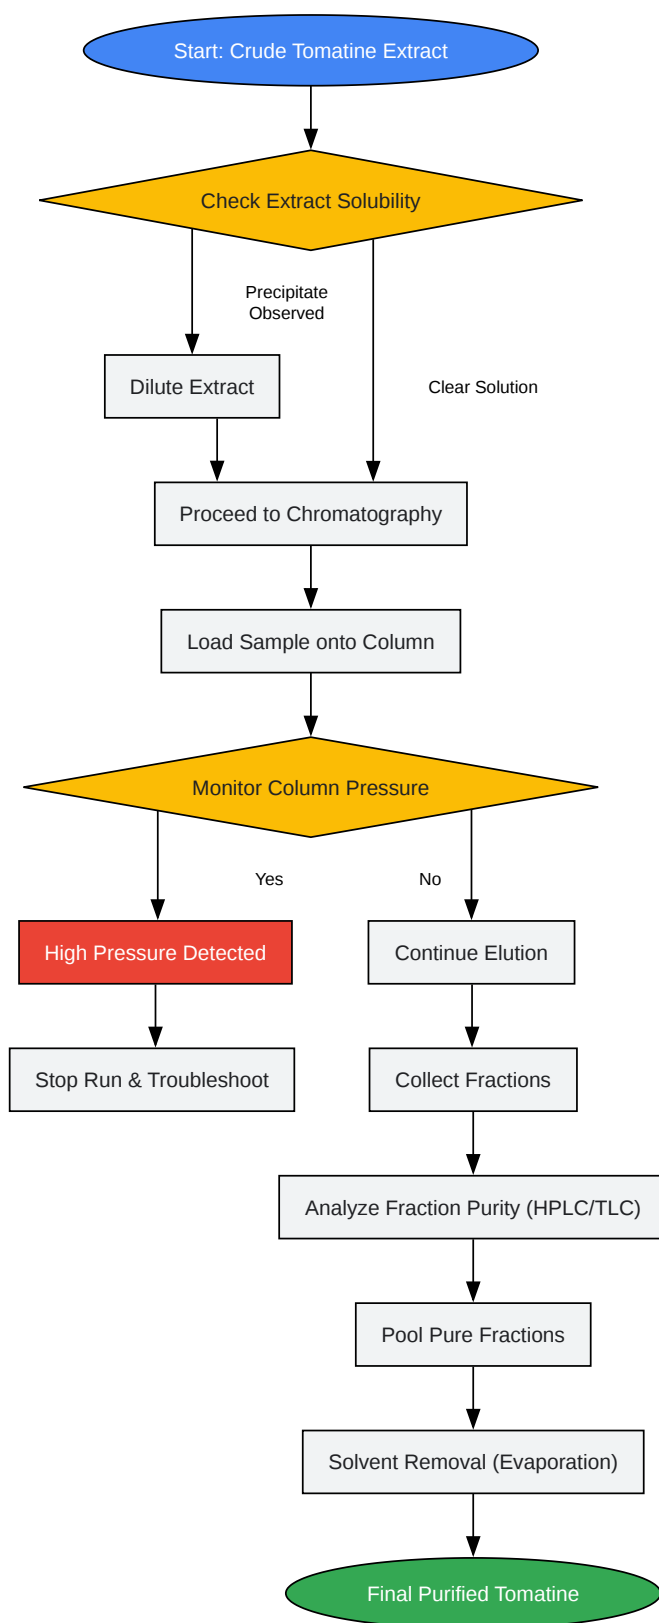 Start: Crude Tomatine Extract
Check Extract Solubility
Precipitate
Observed
Dilute Extract
Clear Solution
Proceed to Chromatography
Load Sample onto Column
Monitor Column Pressure
Yes
No
High Pressure Detected
Continue Elution
Stop Run & Troubleshoot
Collect Fractions
Analyze Fraction Purity (HPLC/TLC)
Pool Pure Fractions
Solvent Removal (Evaporation)
Final Purified Tomatine